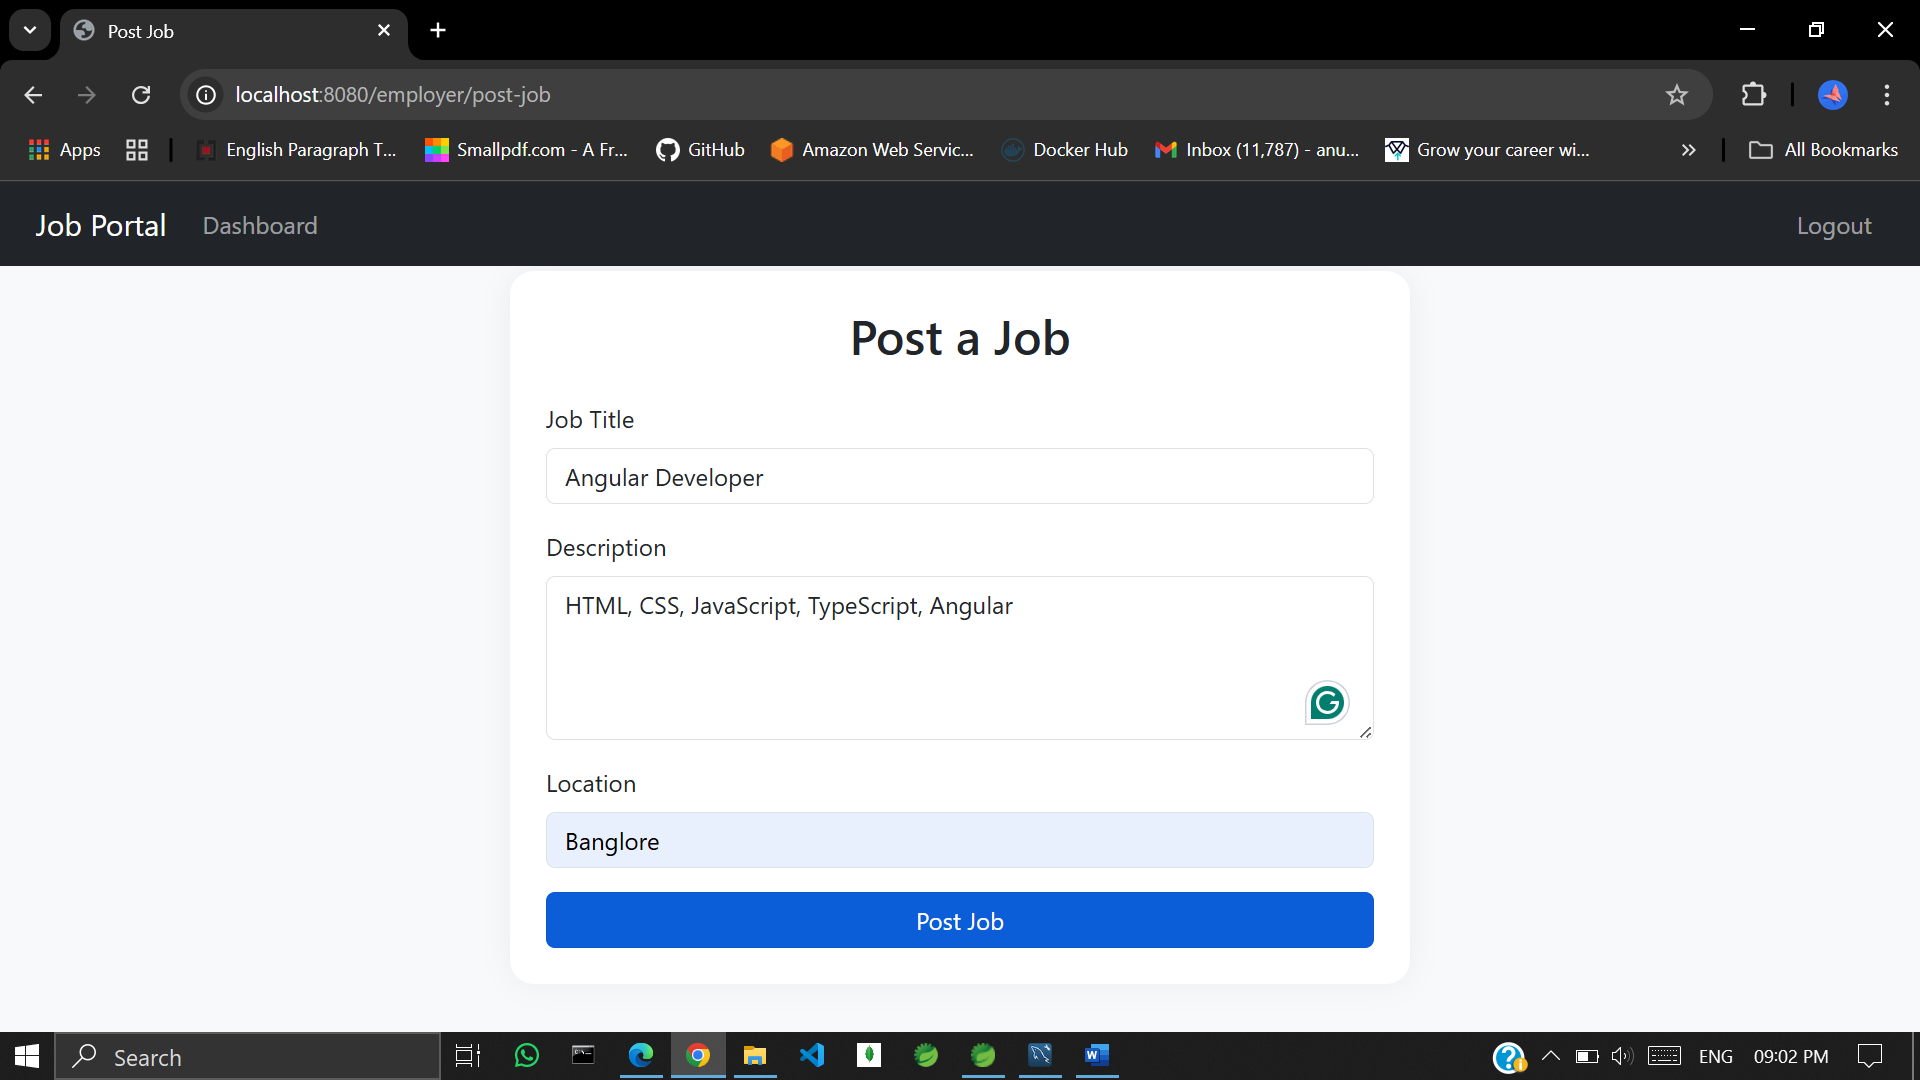 Post Job
localhost:8080/employer/post-job
Apps English Paragraph T... Smallpdf.com - A Fr... GitHub Amazon Web Servic... Docker Hub Inbox (11,787) - anu... Grow your career wi... All Bookmarks
Job Portal Dashboard Logout
Post a Job
Job Title
Angular Developer
Description
HTML, CSS, JavaScript, TypeScript, Angular
Location
Banglore
Post Job
Search ENG 09:02 PM